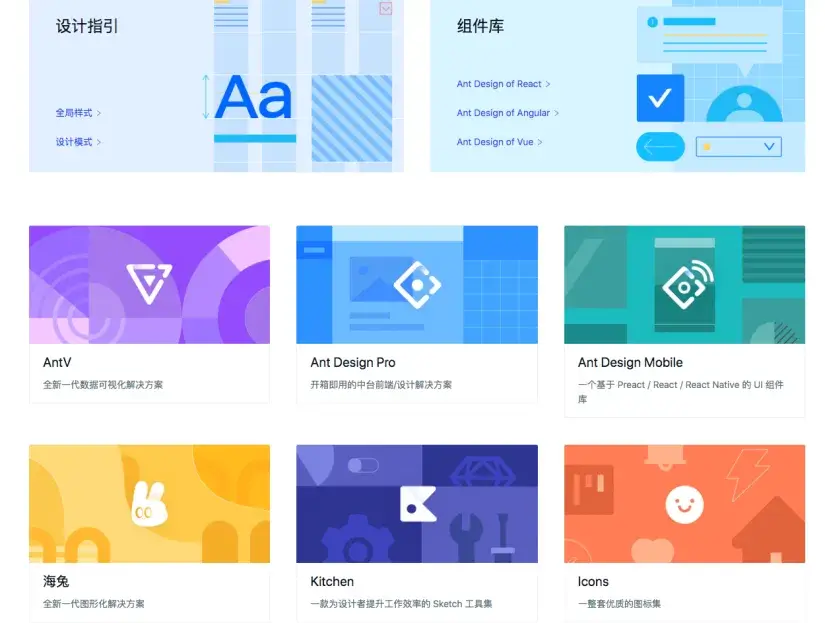 设计指引
全局样式 >
设计模式 >
Aa
组件库
Ant Design of React >
Ant Design of Angular >
Ant Design of Vue >
AntV
全新一代数据可视化解决方案
Ant Design Pro
开箱即用的中台前端/设计解决方案
Ant Design Mobile
一个基于 Preact / React / React Native 的 UI 组件
库
海兔
全新一代图形化解决方案
Kitchen
一款为设计者提升工作效率的 Sketch 工具集
Icons
一整套优质的图标集